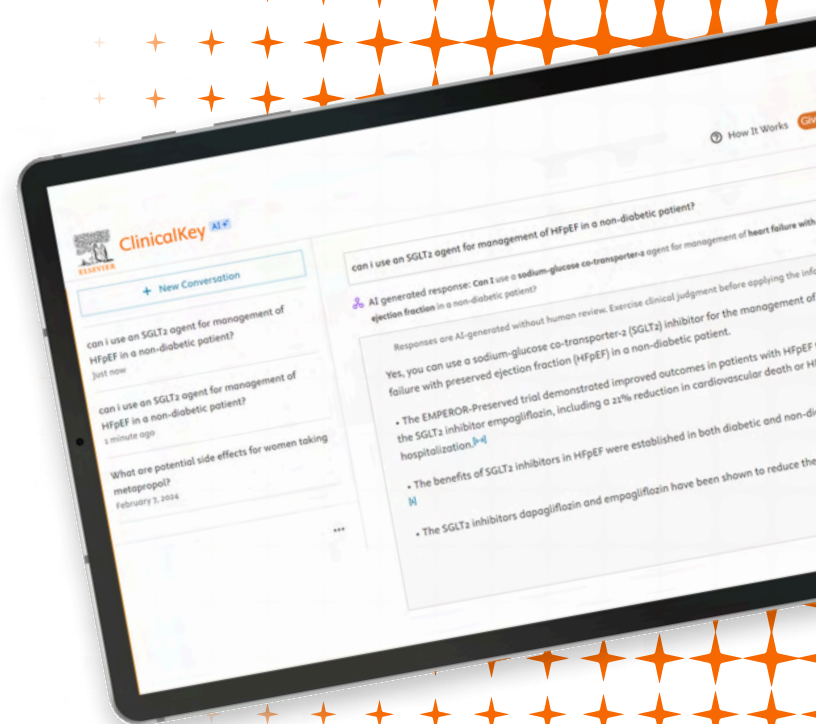 How It Works
ELSEVIER
ClinicalKey AI
+ New Conversation
can i use an SGLT2 agent for management of
HFpEF in a non-diabetic patient?
Just now
can i use an SGLT2 agent for management of
HFpEF in a non-diabetic patient?
1 minute ago
What are potential side effects for women taking
metapropol?
February 7, 2024
...
can i use an SGLT2 agent for management of HFpEF in a non-diabetic patient?
AI generated response: Can I use a sodium-glucose co-transporter-2 agent for management of heart failure with
ejection fraction in a non-diabetic patient?
Responses are AI-generated without human review. Exercise clinical judgment before applying the
Yes, you can use a sodium-glucose co-transporter-2 (SGLT2) inhibitor for the management of
failure with preserved ejection fraction (HFpEF) in a non-diabetic patient.
• The EMPEROR-Preserved trial demonstrated improved outcomes in patients with HFpEF
the SGLT2 inhibitor empagliflozin, including a 21% reduction in cardiovascular death or
hospitalization.
• The benefits of SGLT2 inhibitors in HFpEF were established in both diabetic and
• The SGLT2 inhibitors dapagliflozin and empagliflozin have been shown to reduce the